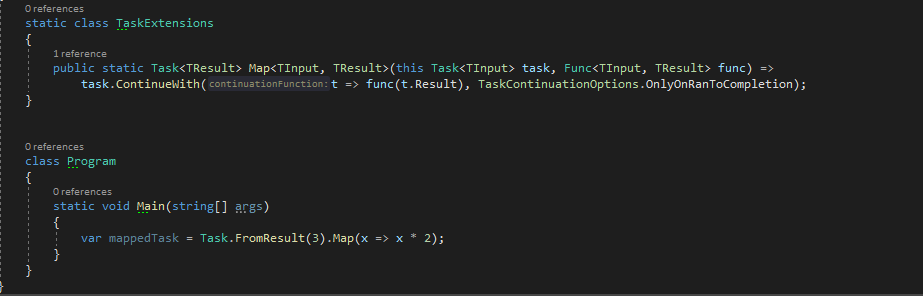 0 references
static class TaskExtensions
{
1 reference
public static Task<TResult> Map<TInput, TResult>(this Task<TInput> task, Func<TInput, TResult> func) =>
task.ContinueWith(continuationFunction:t => func(t.Result), TaskContinuationOptions.OnlyOnRanToCompletion);
}
0 references
class Program
{
0 references
static void Main(string[] args)
{
var mappedTask = Task.FromResult(3).Map(x => x * 2);
}
}
}